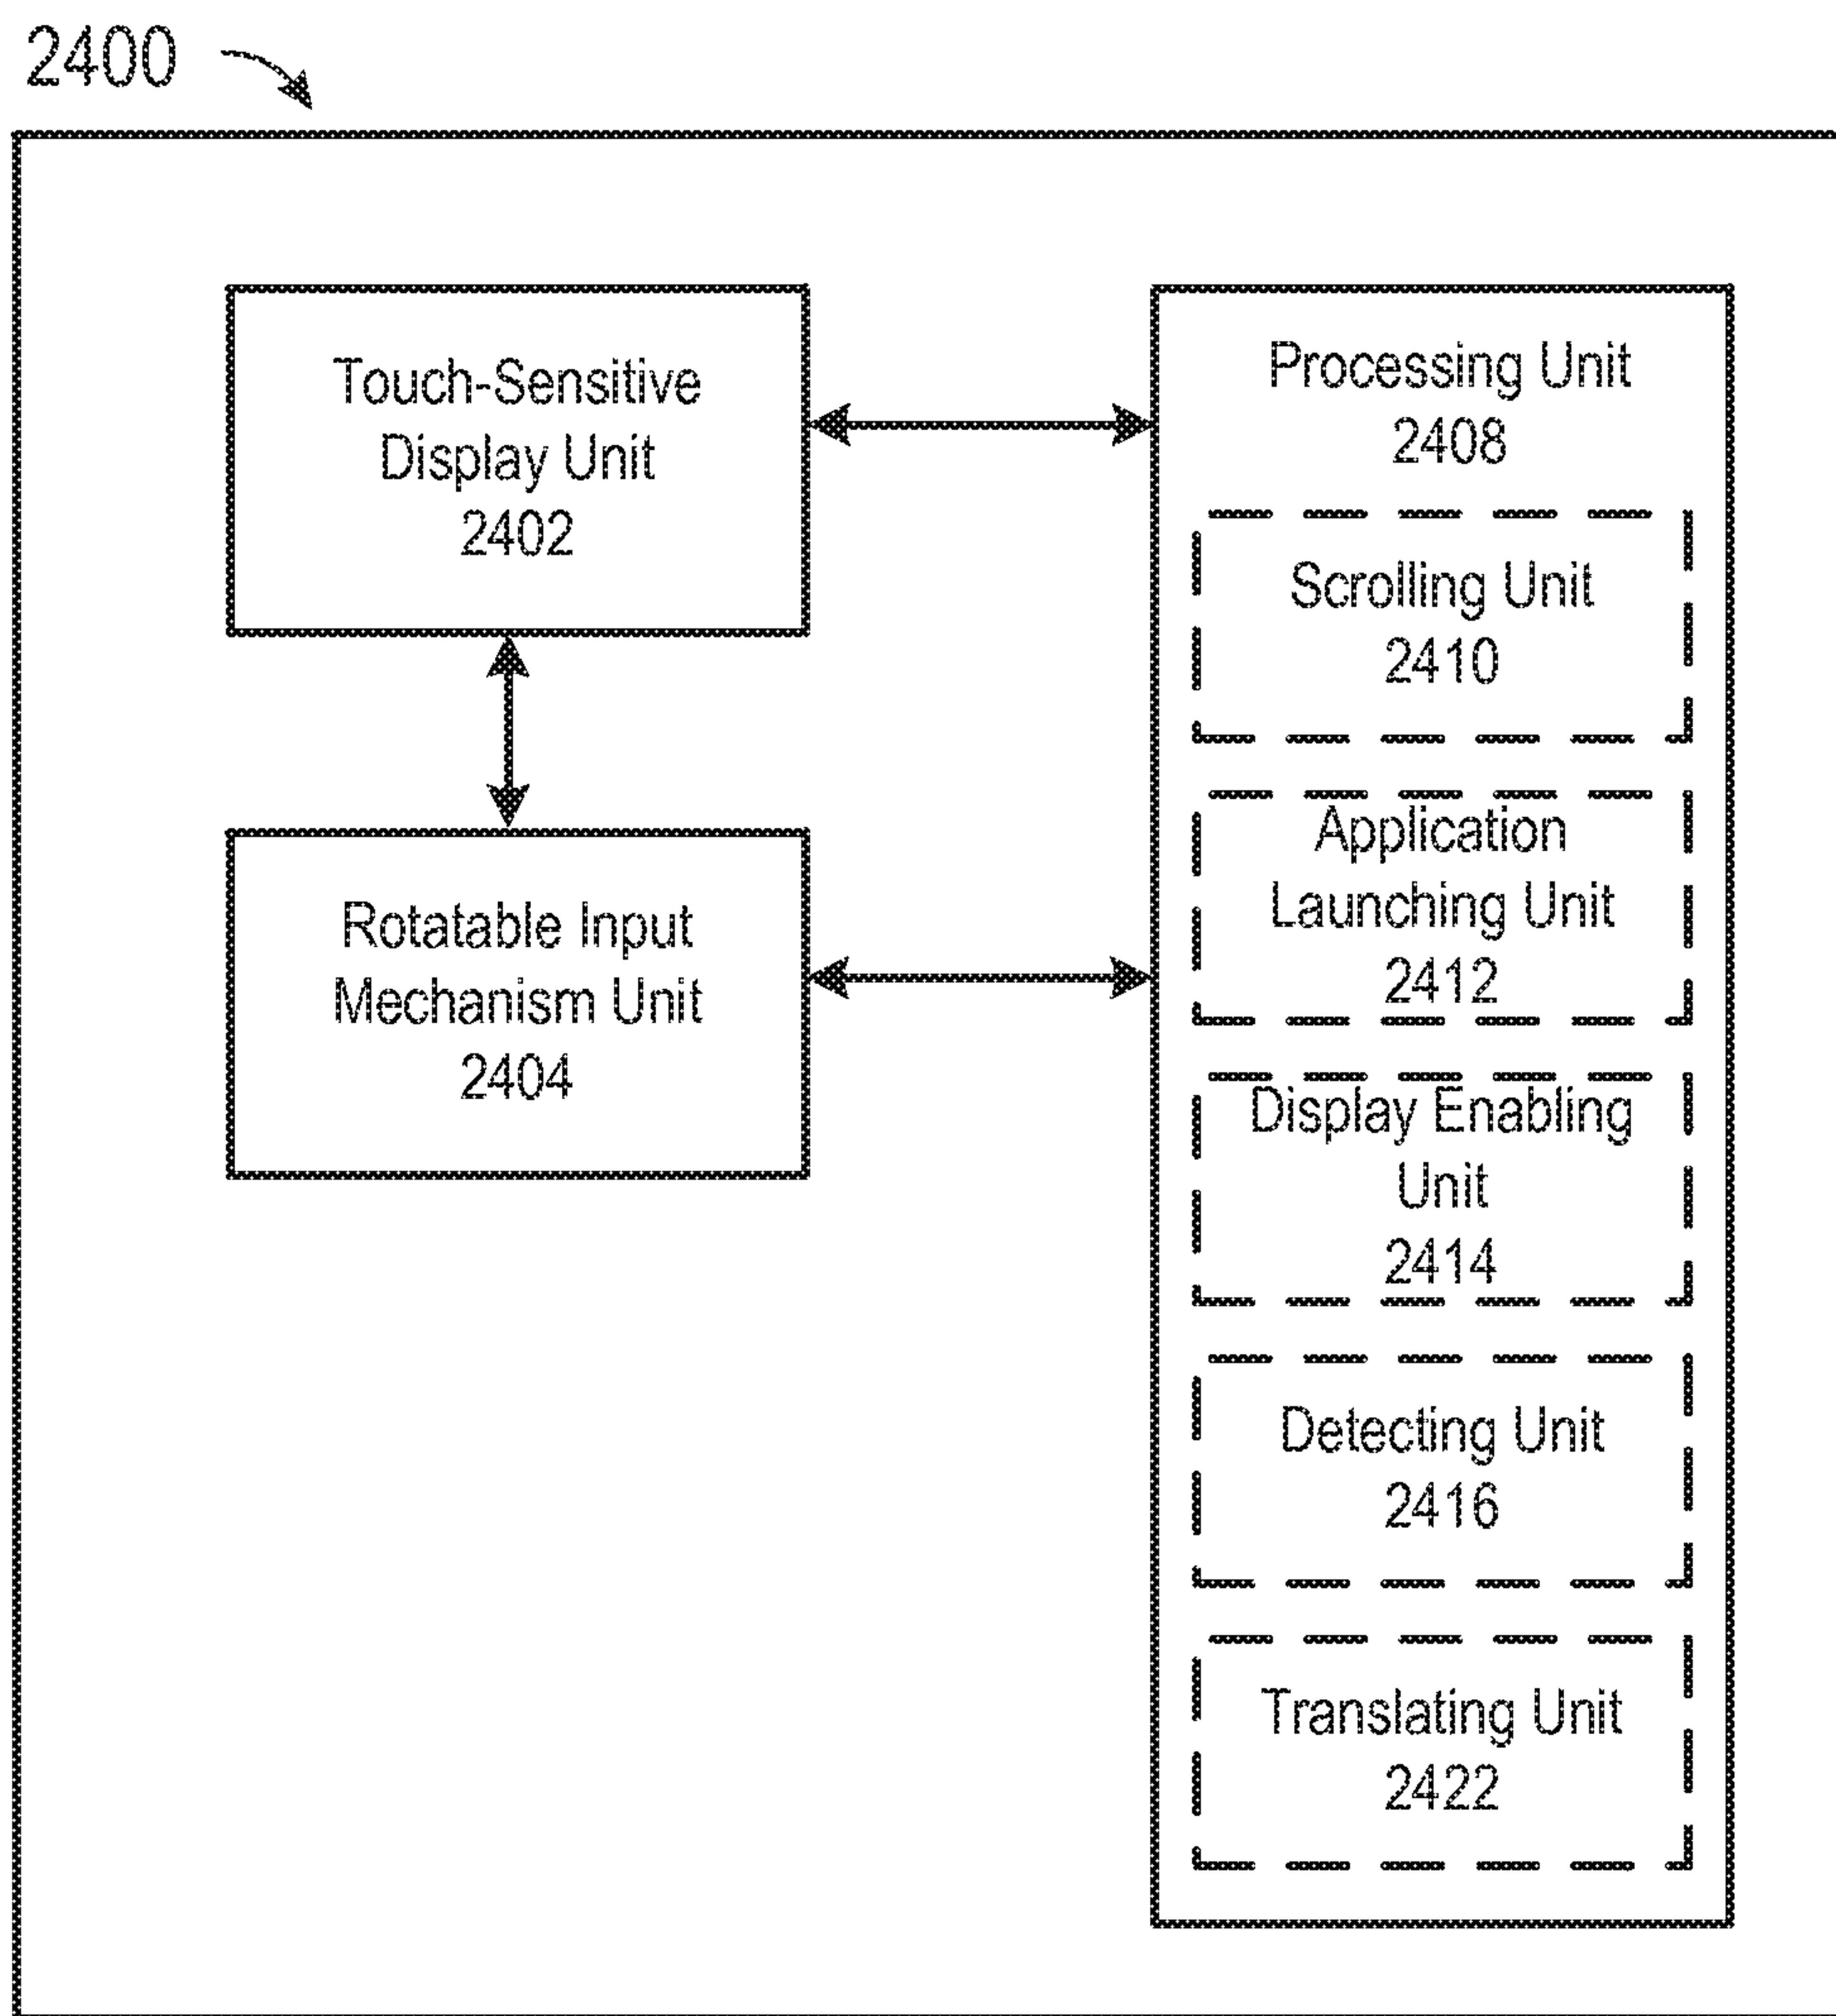 2400
Touch-Sensitive
Display Unit
2402
Rotatable Input
Mechanism Unit
2404
Processing Unit
2408
Scrolling Unit
2410
Application
Launching Unit
2412
Display Enabling
Unit
2414
Detecting Unit
2416
Translating Unit
2422